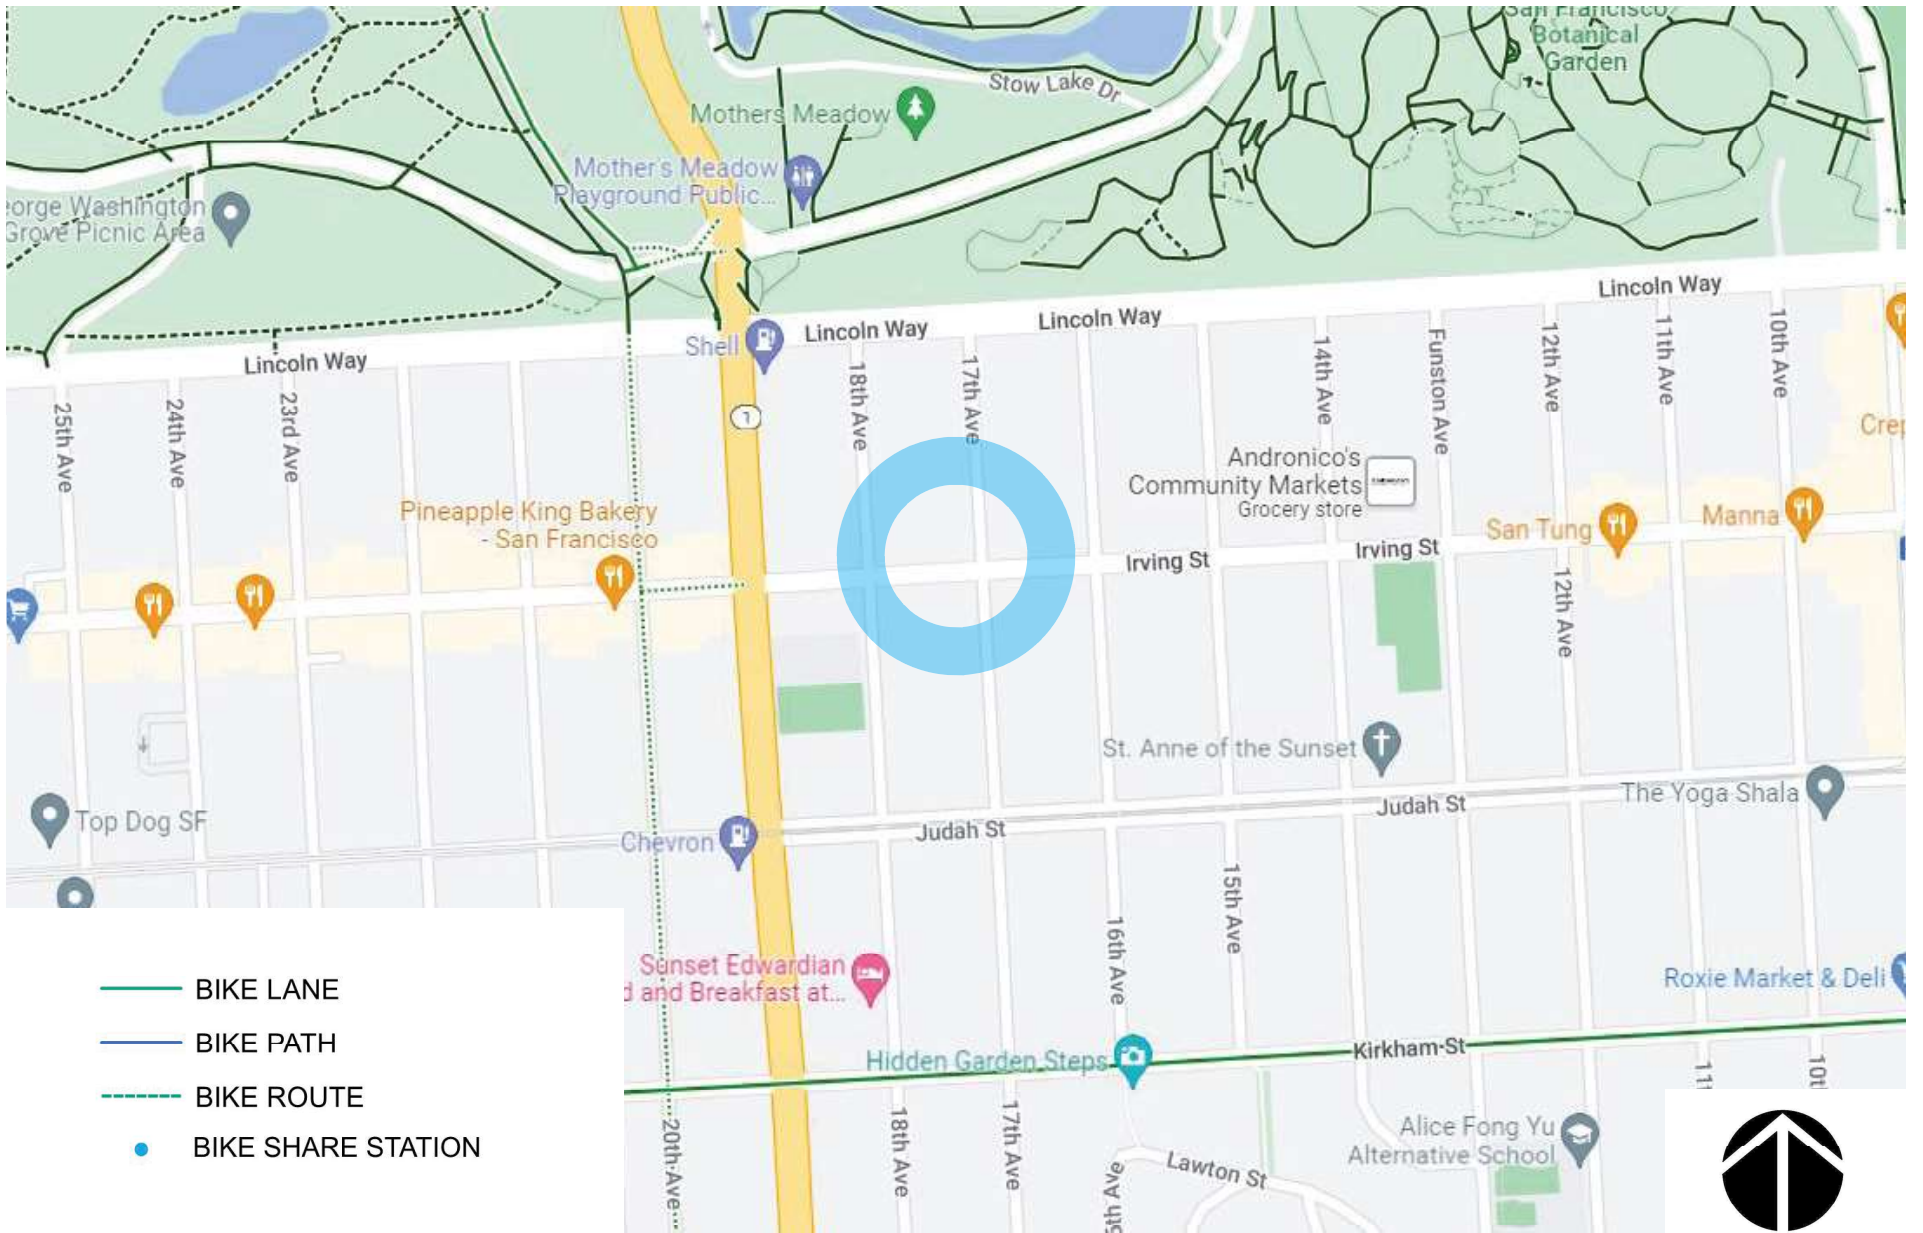 San Francisco
Botanical
Garden
Stow Lake Dr
Mothers Meadow
Mother's Meadow
Playground Public...
eorge Washington
Grove Picnic Area
Lincoln Way
Lincoln Way
Lincoln Way
Lincoln Way
Shell
1
25th Ave
24th Ave
23rd Ave
18th Ave
17th Ave
14th Ave
Funston Ave
12th Ave
11th Ave
10th Ave
Crep
Andronico's
Community Markets
Grocery store
Pineapple King Bakery
- San Francisco
San Tung
Manna
Irving St
Irving St
12th Ave
St. Anne of the Sunset
The Yoga Shala
Top Dog SF
Chevron
Judah St
Judah St
15th Ave
16th Ave
Sunset Edwardian
d and Breakfast at...
Roxie Market & Deli
Hidden Garden Steps
Kirkham St
11t
10t
20th Ave
18th Ave
17th Ave
6th Ave
Lawton St
Alice Fong Yu
Alternative School
BIKE LANE
BIKE PATH
BIKE ROUTE
BIKE SHARE STATION